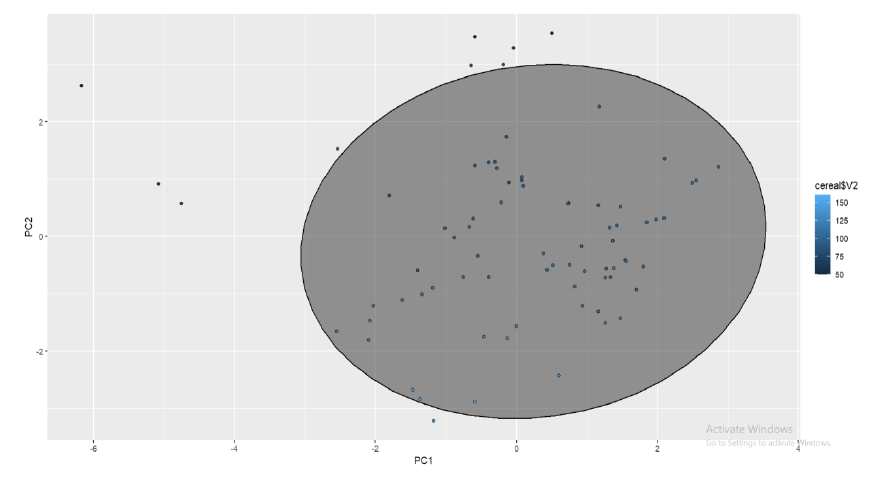 2
0
-2
PC2
-6
-4
-2
0
2
4
PC1
cereal$V2
150
125
100
75
50
Activate Windows
Go to Settings to activate Windows.